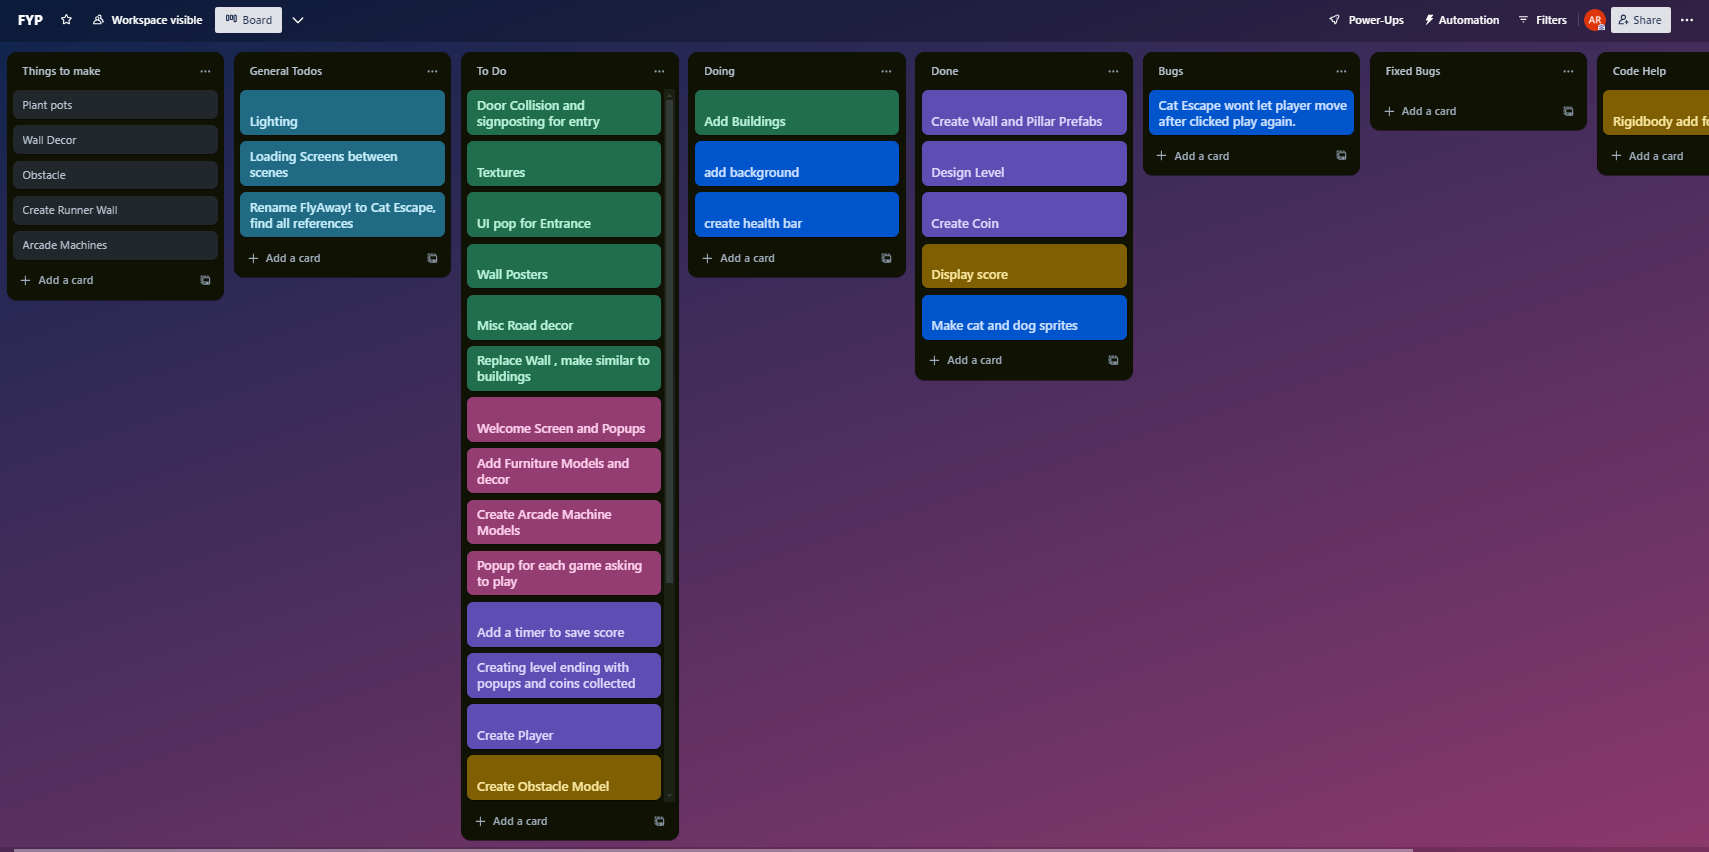 FYP
Workspace visible
Board
Power-Ups
Automation
Filters
AR
Share
Things to make
Plant pots
Wall Decor
Obstacle
Create Runner Wall
Arcade Machines
Add a card
General Todos
Lighting
Loading Screens between
scenes
Rename FlyAway! to Cat Escape,
find all references
Add a card
To Do
Door Collision and
signposting for entry
Textures
UI pop for Entrance
Wall Posters
Misc Road decor
Replace Wall , make similar to
buildings
Welcome Screen and Popups
Add Furniture Models and
decor
Create Arcade Machine
Models
Popup for each game asking
to play
Add a timer to save score
Creating level ending with
popups and coins collected
Create Player
Create Obstacle Model
Add a card
Doing
Add Buildings
add background
create health bar
Add a card
Done
Create Wall and Pillar Prefabs
Design Level
Create Coin
Display score
Make cat and dog sprites
Add a card
Bugs
Cat Escape wont let player move
after clicked play again.
Add a card
Fixed Bugs
Add a card
Code Help
Rigidbody add
Add a card